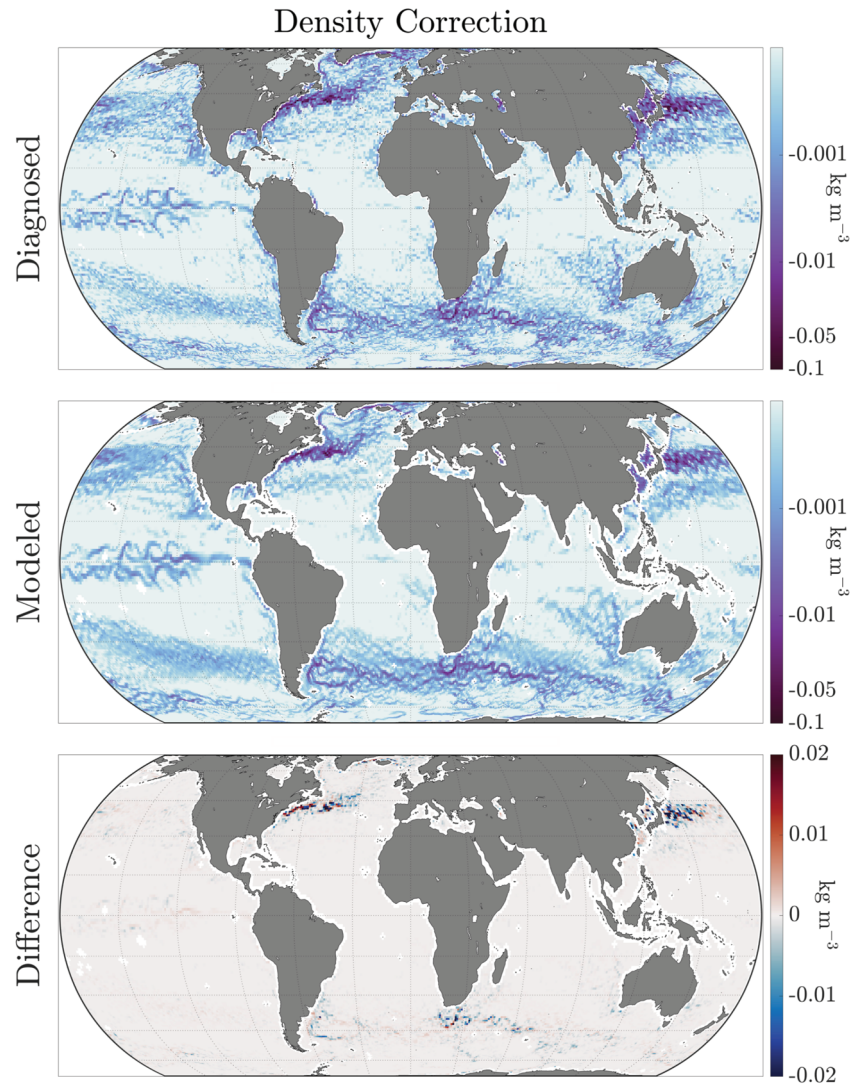 Density Correction
Diagnosed
-0.001
-0.01
-0.05
-0.1
kg m⁻³
Modeled
-0.001
-0.01
-0.05
-0.1
kg m⁻³
Difference
0.02
0.01
0
-0.01
-0.02
kg m⁻³